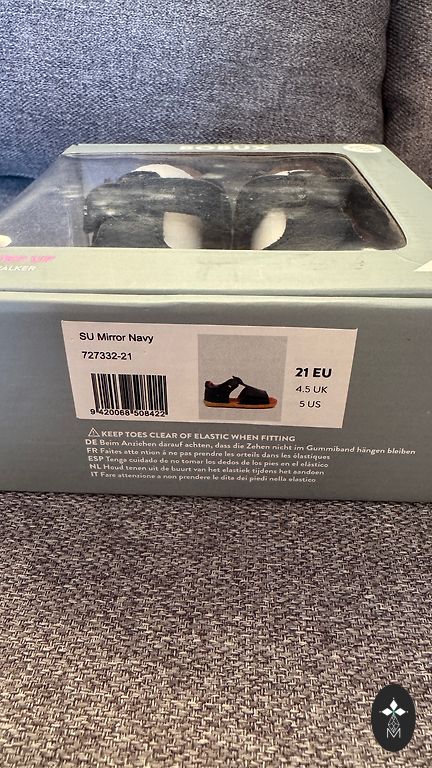 BOBUX
SU Mirror Navy
727332-21
21 EU
4.5 UK
5 US
9 420068 508422
⚠ KEEP TOES CLEAR OF ELASTIC WHEN FITTING
DE Beim Anziehen darauf achten, dass die Zehen nicht im Gummiband hängen bleiben
FR Faites atte ntion à ne pas prendre les orteils dans les élastiques
ESP Tenga cuidado de no tomar los dedos de los pies en el elástico
NL Houd tenen uit de buurt van het elastiek tijdens het aandoen
IT Fare attenzione a non prendere le dita dei piedi nella elastico